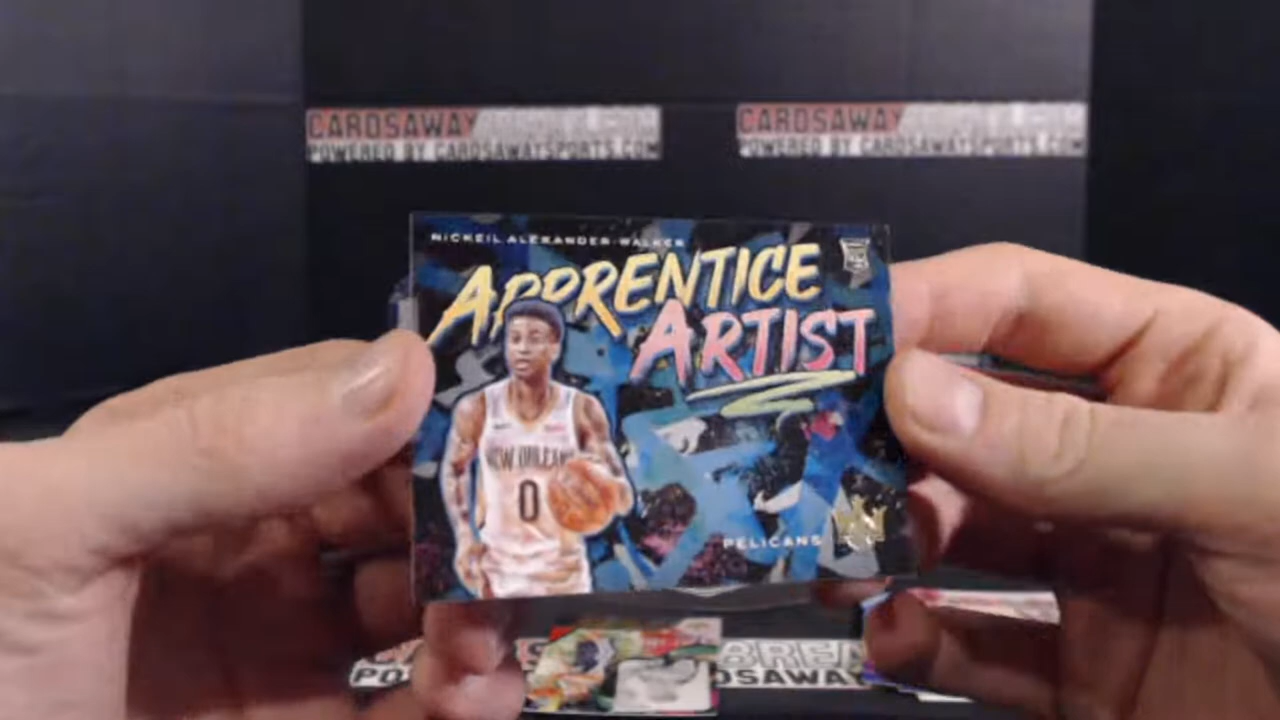 CARDSAWAY
POWERED BY CARDSAWAYSPORTS.COM
CARDSAWAY
POWERED BY CARDSAWAYSPORTS.COM
NICKEIL ALEXANDER-WALKER
RC
APPRENTICE
ARTIST
NEW ORLEANS
0
PELICANS